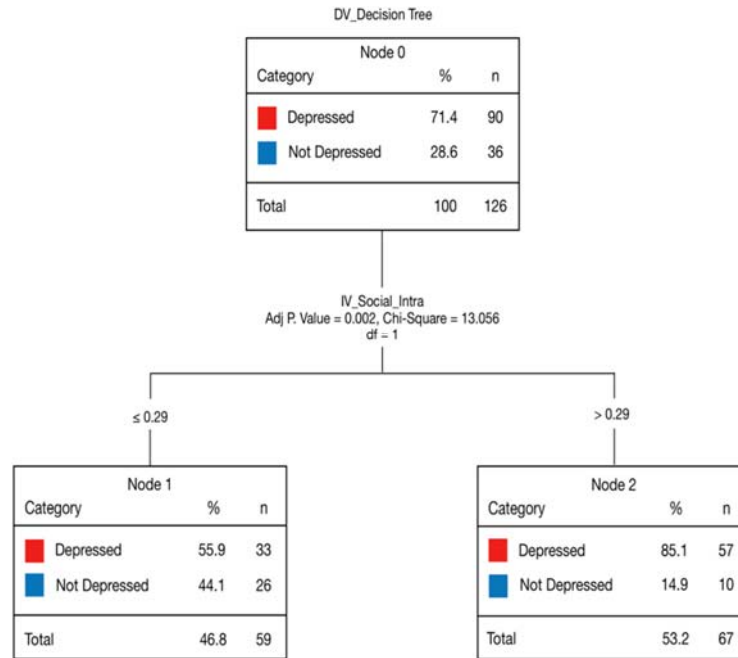 DV_Decision Tree
Node 0
Category % n
Depressed 71.4 90
Not Depressed 28.6 36
Total 100 126
IV_Social_Intra
Adj P. Value = 0.002, Chi-Square = 13.056
df = 1
≤ 0.29
> 0.29
Node 1
Category % n
Depressed 55.9 33
Not Depressed 44.1 26
Total 46.8 59
Node 2
Category % n
Depressed 85.1 57
Not Depressed 14.9 10
Total 53.2 67